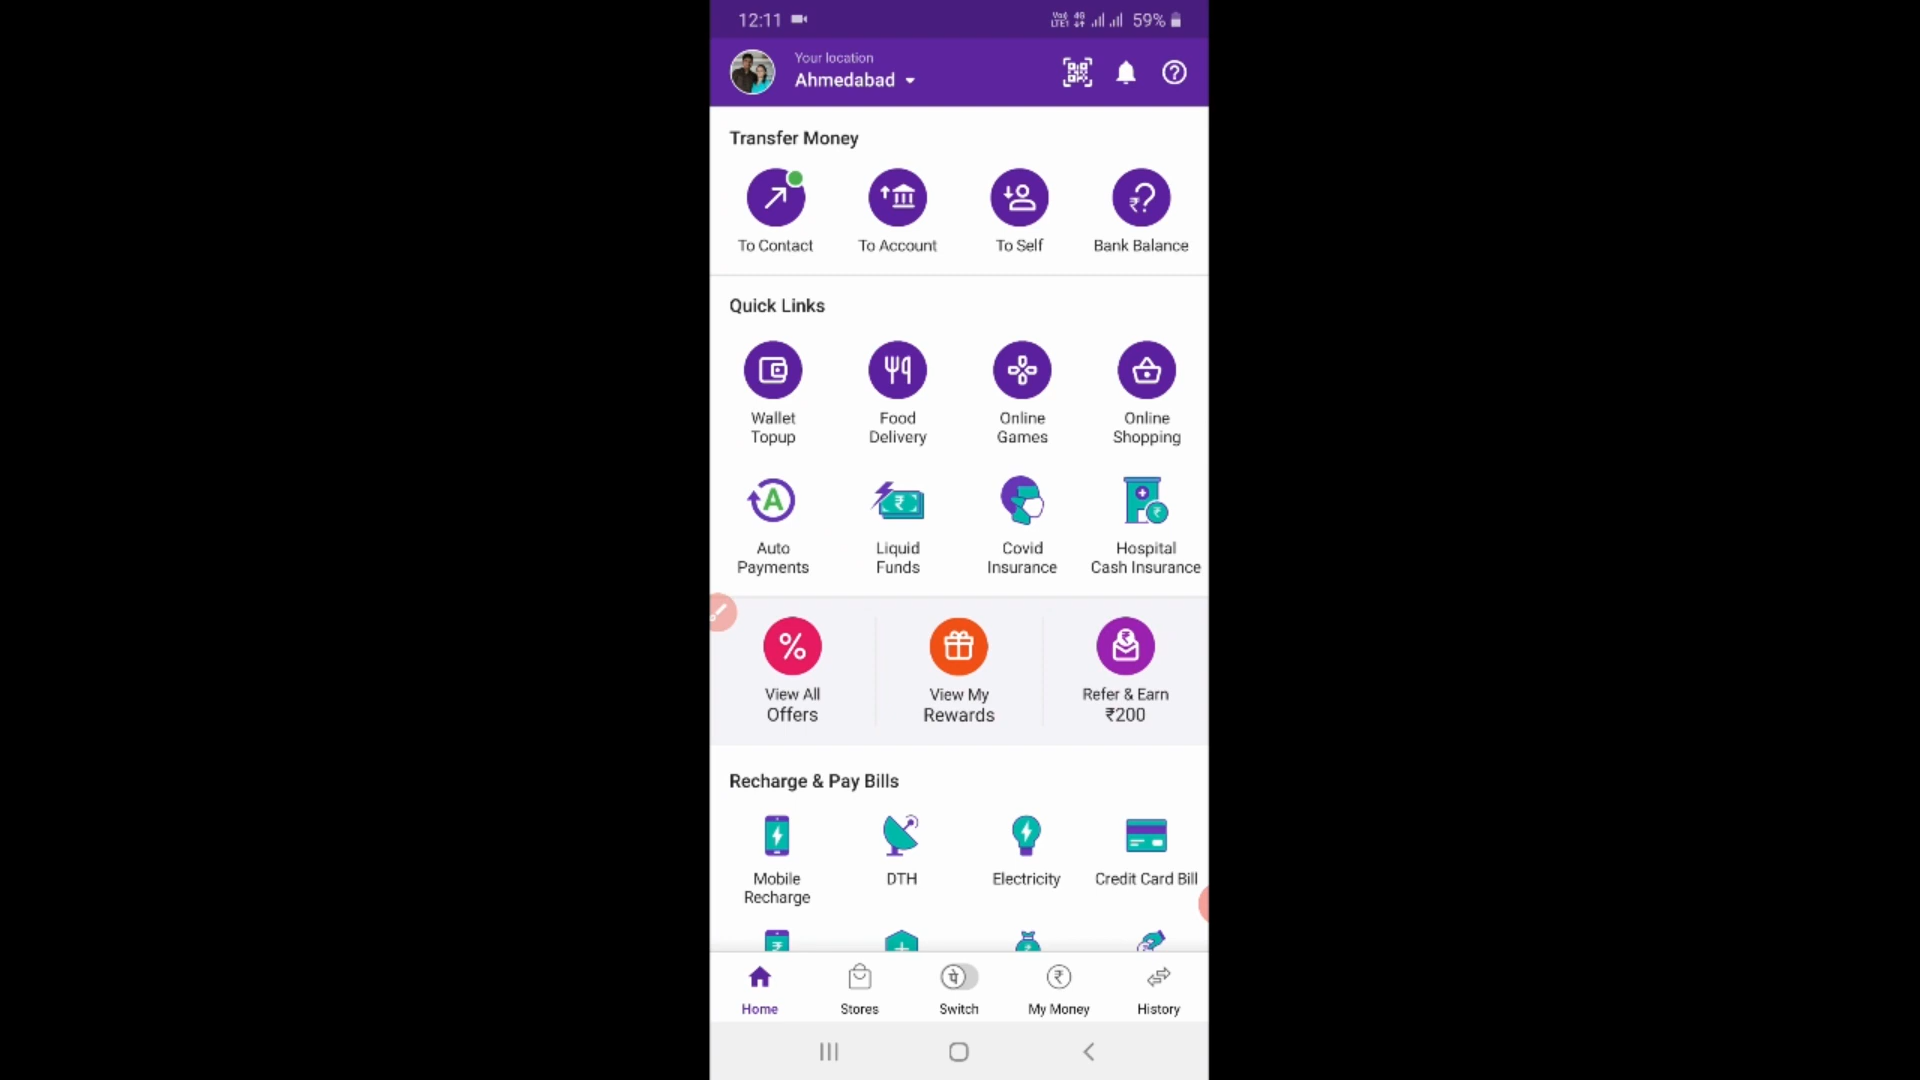 12:11
59%
Your location
Ahmedabad
Transfer Money
To Contact
To Account
To Self
Bank Balance
Quick Links
Wallet
Topup
Food
Delivery
Online
Games
Online
Shopping
A
Auto
Payments
₹
Liquid
Funds
Covid
Insurance
Hospital
Cash Insurance
%
View All
Offers
View My
Rewards
Refer & Earn
₹200
Recharge & Pay Bills
Mobile
Recharge
DTH
Electricity
Credit Card Bill
Home
पे
Stores
Switch
₹
My Money
History